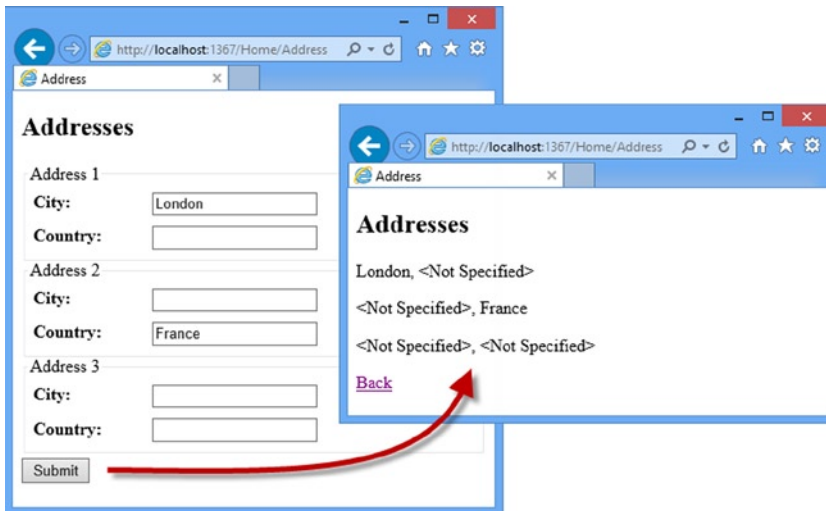 http://localhost:1367/Home/Address
Address
Addresses
Address 1
City: London
Country:
Address 2
City:
Country: France
Address 3
City:
Country:
Submit
http://localhost:1367/Home/Address
Address
Addresses
London, <Not Specified>
<Not Specified>, France
<Not Specified>, <Not Specified>
Back